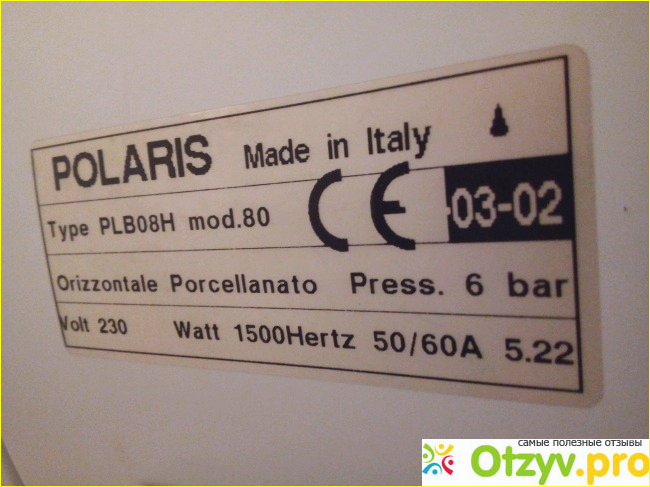 POLARIS Made in Italy
Type PLB08H mod.80 CE 03-02
Orizzontale Porcellanato Press. 6 bar
Volt 230 Watt 1500Hertz 50/60A 5.22
самые полезные отзывы
Otzyv.pro